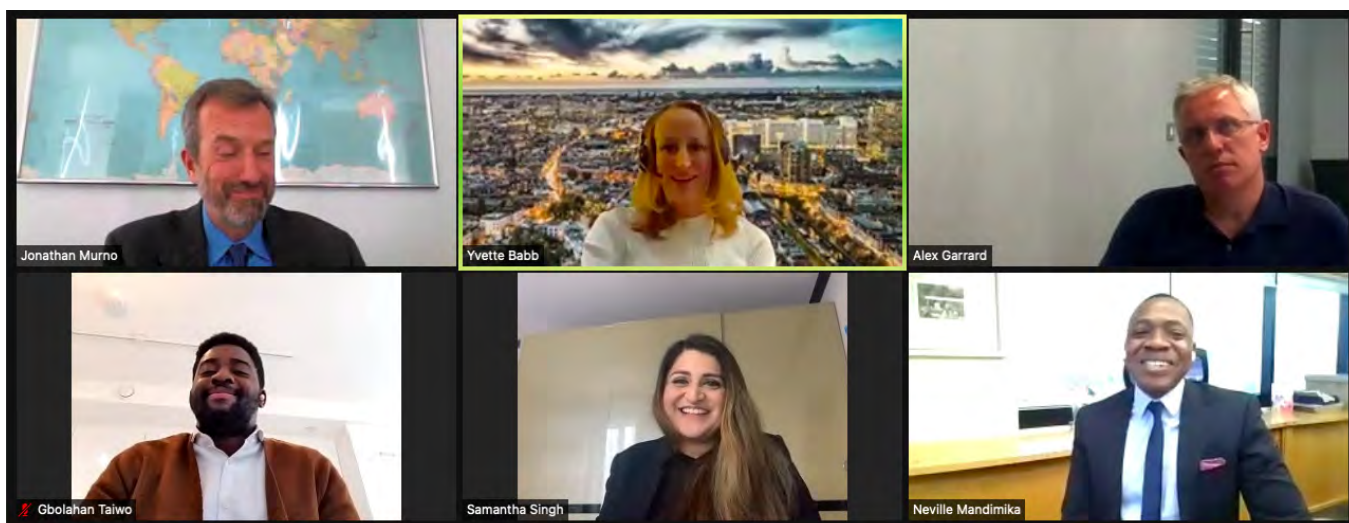 Jonathan Murno
Yvette Babb
Alex Garrard
Gbolahan Taiwo
Samantha Singh
Neville Mandimika